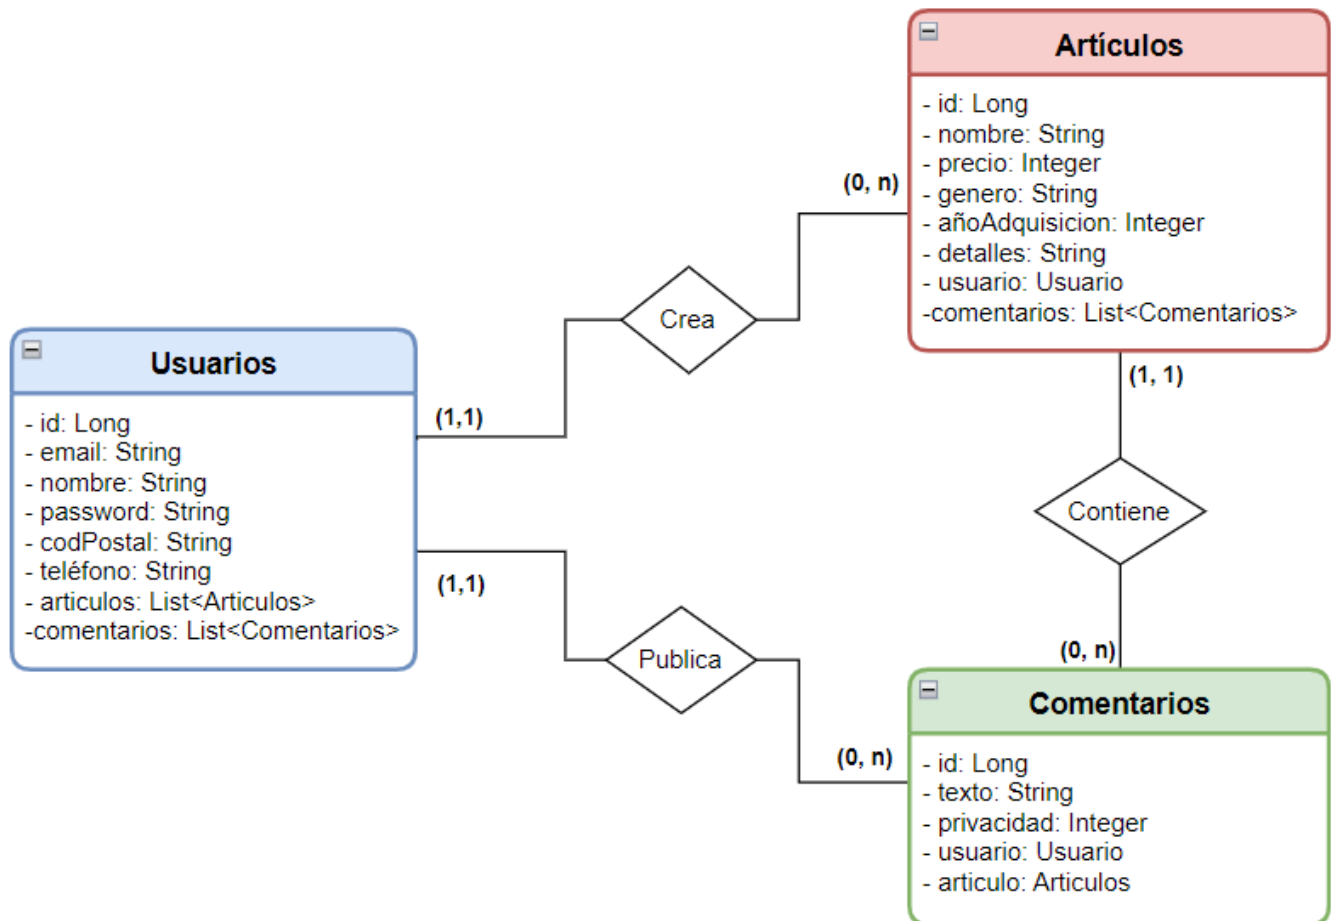 Artículos
- id: Long
- nombre: String
- precio: Integer
- genero: String
- añoAdquisicion: Integer
- detalles: String
- usuario: Usuario
-comentarios: List<Comentarios>
(0, n)
Crea
(1,1)
Usuarios
- id: Long
- email: String
- nombre: String
- password: String
- codPostal: String
- teléfono: String
- articulos: List<Articulos>
-comentarios: List<Comentarios>
(1, 1)
Contiene
(0, n)
(1,1)
Publica
(0, n)
Comentarios
- id: Long
- texto: String
- privacidad: Integer
- usuario: Usuario
- articulo: Articulos